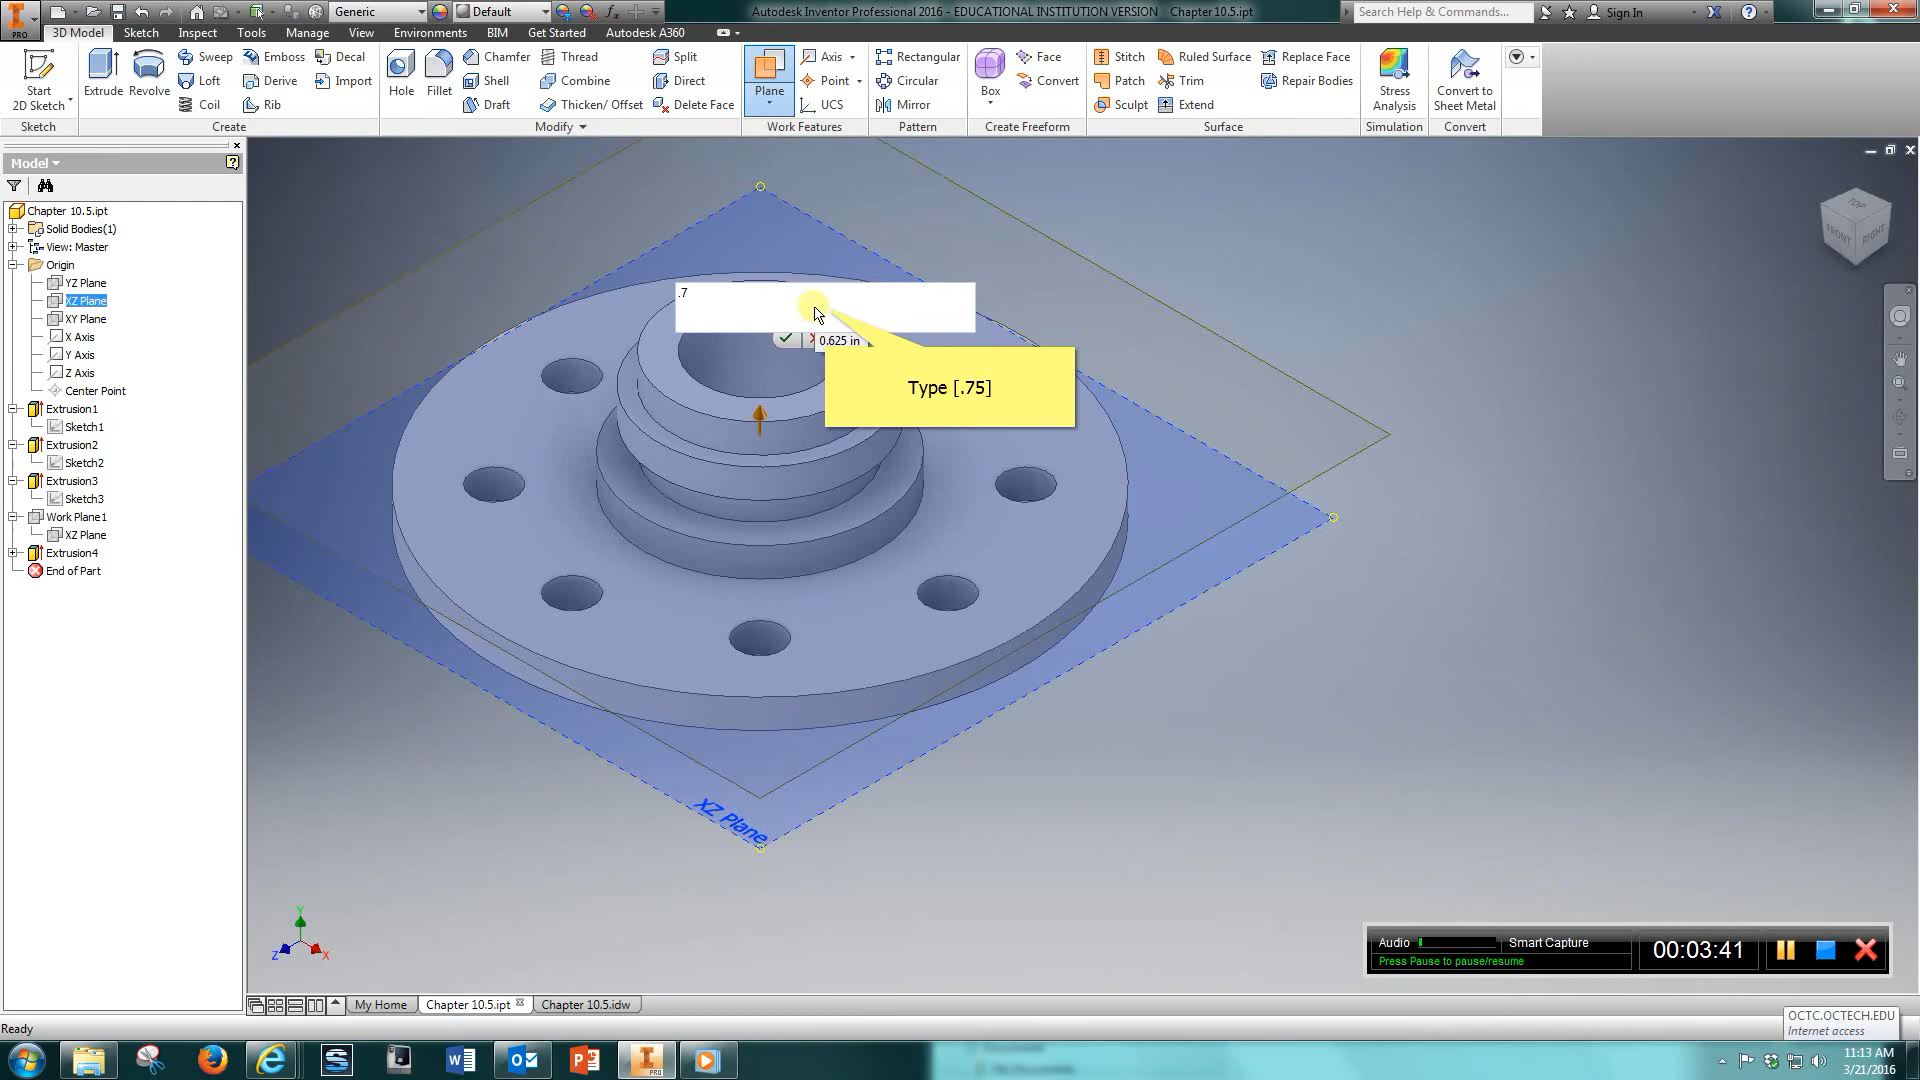 Generic
Default
Autodesk Inventor Professional 2016 - EDUCATIONAL INSTITUTION VERSION Chapter 10.5.ipt
Search Help & Commands...
Sign In
PRO
3D Model Sketch Inspect Tools Manage View Environments BIM Get Started Autodesk A360
Start
2D Sketch
Sketch
Extrude
Revolve
Sweep
Loft
Coil
Emboss
Derive
Rib
Decal
Import
Create
Hole
Fillet
Chamfer
Shell
Draft
Thread
Combine
Thicken/ Offset
Split
Direct
Delete Face
Modify
Plane
Axis
Point
UCS
Work Features
Rectangular
Circular
Mirror
Pattern
Box
Face
Convert
Create Freeform
Stitch
Patch
Sculpt
Ruled Surface
Trim
Extend
Replace Face
Repair Bodies
Surface
Stress
Analysis
Simulation
Convert to
Sheet Metal
Convert
Model
Chapter 10.5.ipt
Solid Bodies(1)
View: Master
Origin
YZ Plane
XZ Plane
XY Plane
X Axis
Y Axis
Z Axis
Center Point
Extrusion1
Sketch1
Extrusion2
Sketch2
Extrusion3
Sketch3
Work Plane1
XZ Plane
Extrusion4
End of Part
TOP
FRONT
RIGHT
.7
0.625 in
Type [.75]
XZ Plane
Y
Z
X
Audio
Smart Capture
Press Pause to pause/resume
00:03:41
My Home
Chapter 10.5.ipt
Chapter 10.5.idw
Ready
OCTC.OCTECH.EDU
Internet access
11:13 AM
3/21/2016